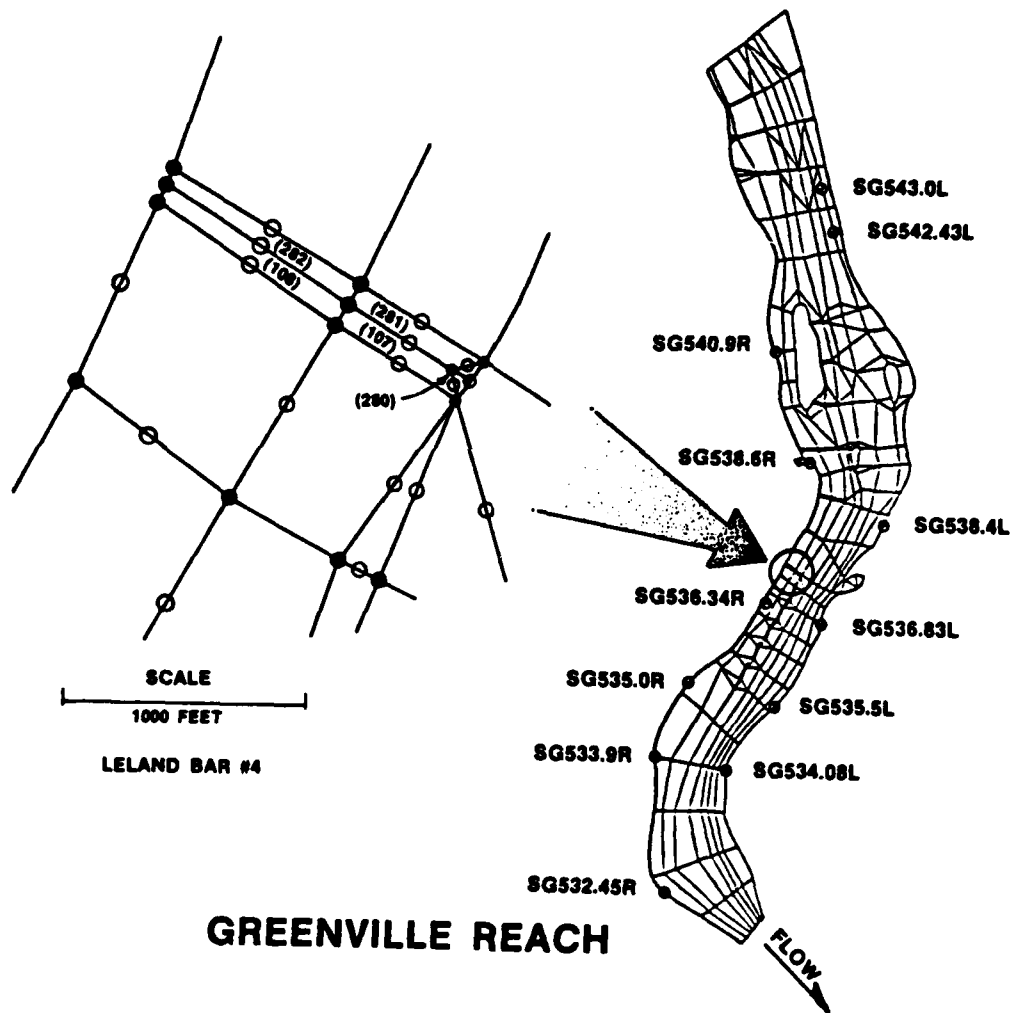 SG543.0L
SG542.43L
(282)
(106)
(281)
(107)
SG540.9R
(280)
SG538.6R
SG538.4L
SG536.34R
SG536.83L
SCALE
1000 FEET
SG535.0R
SG535.5L
LELAND BAR #4
SG533.9R
SG534.08L
SG532.45R
GREENVILLE REACH
FLOW